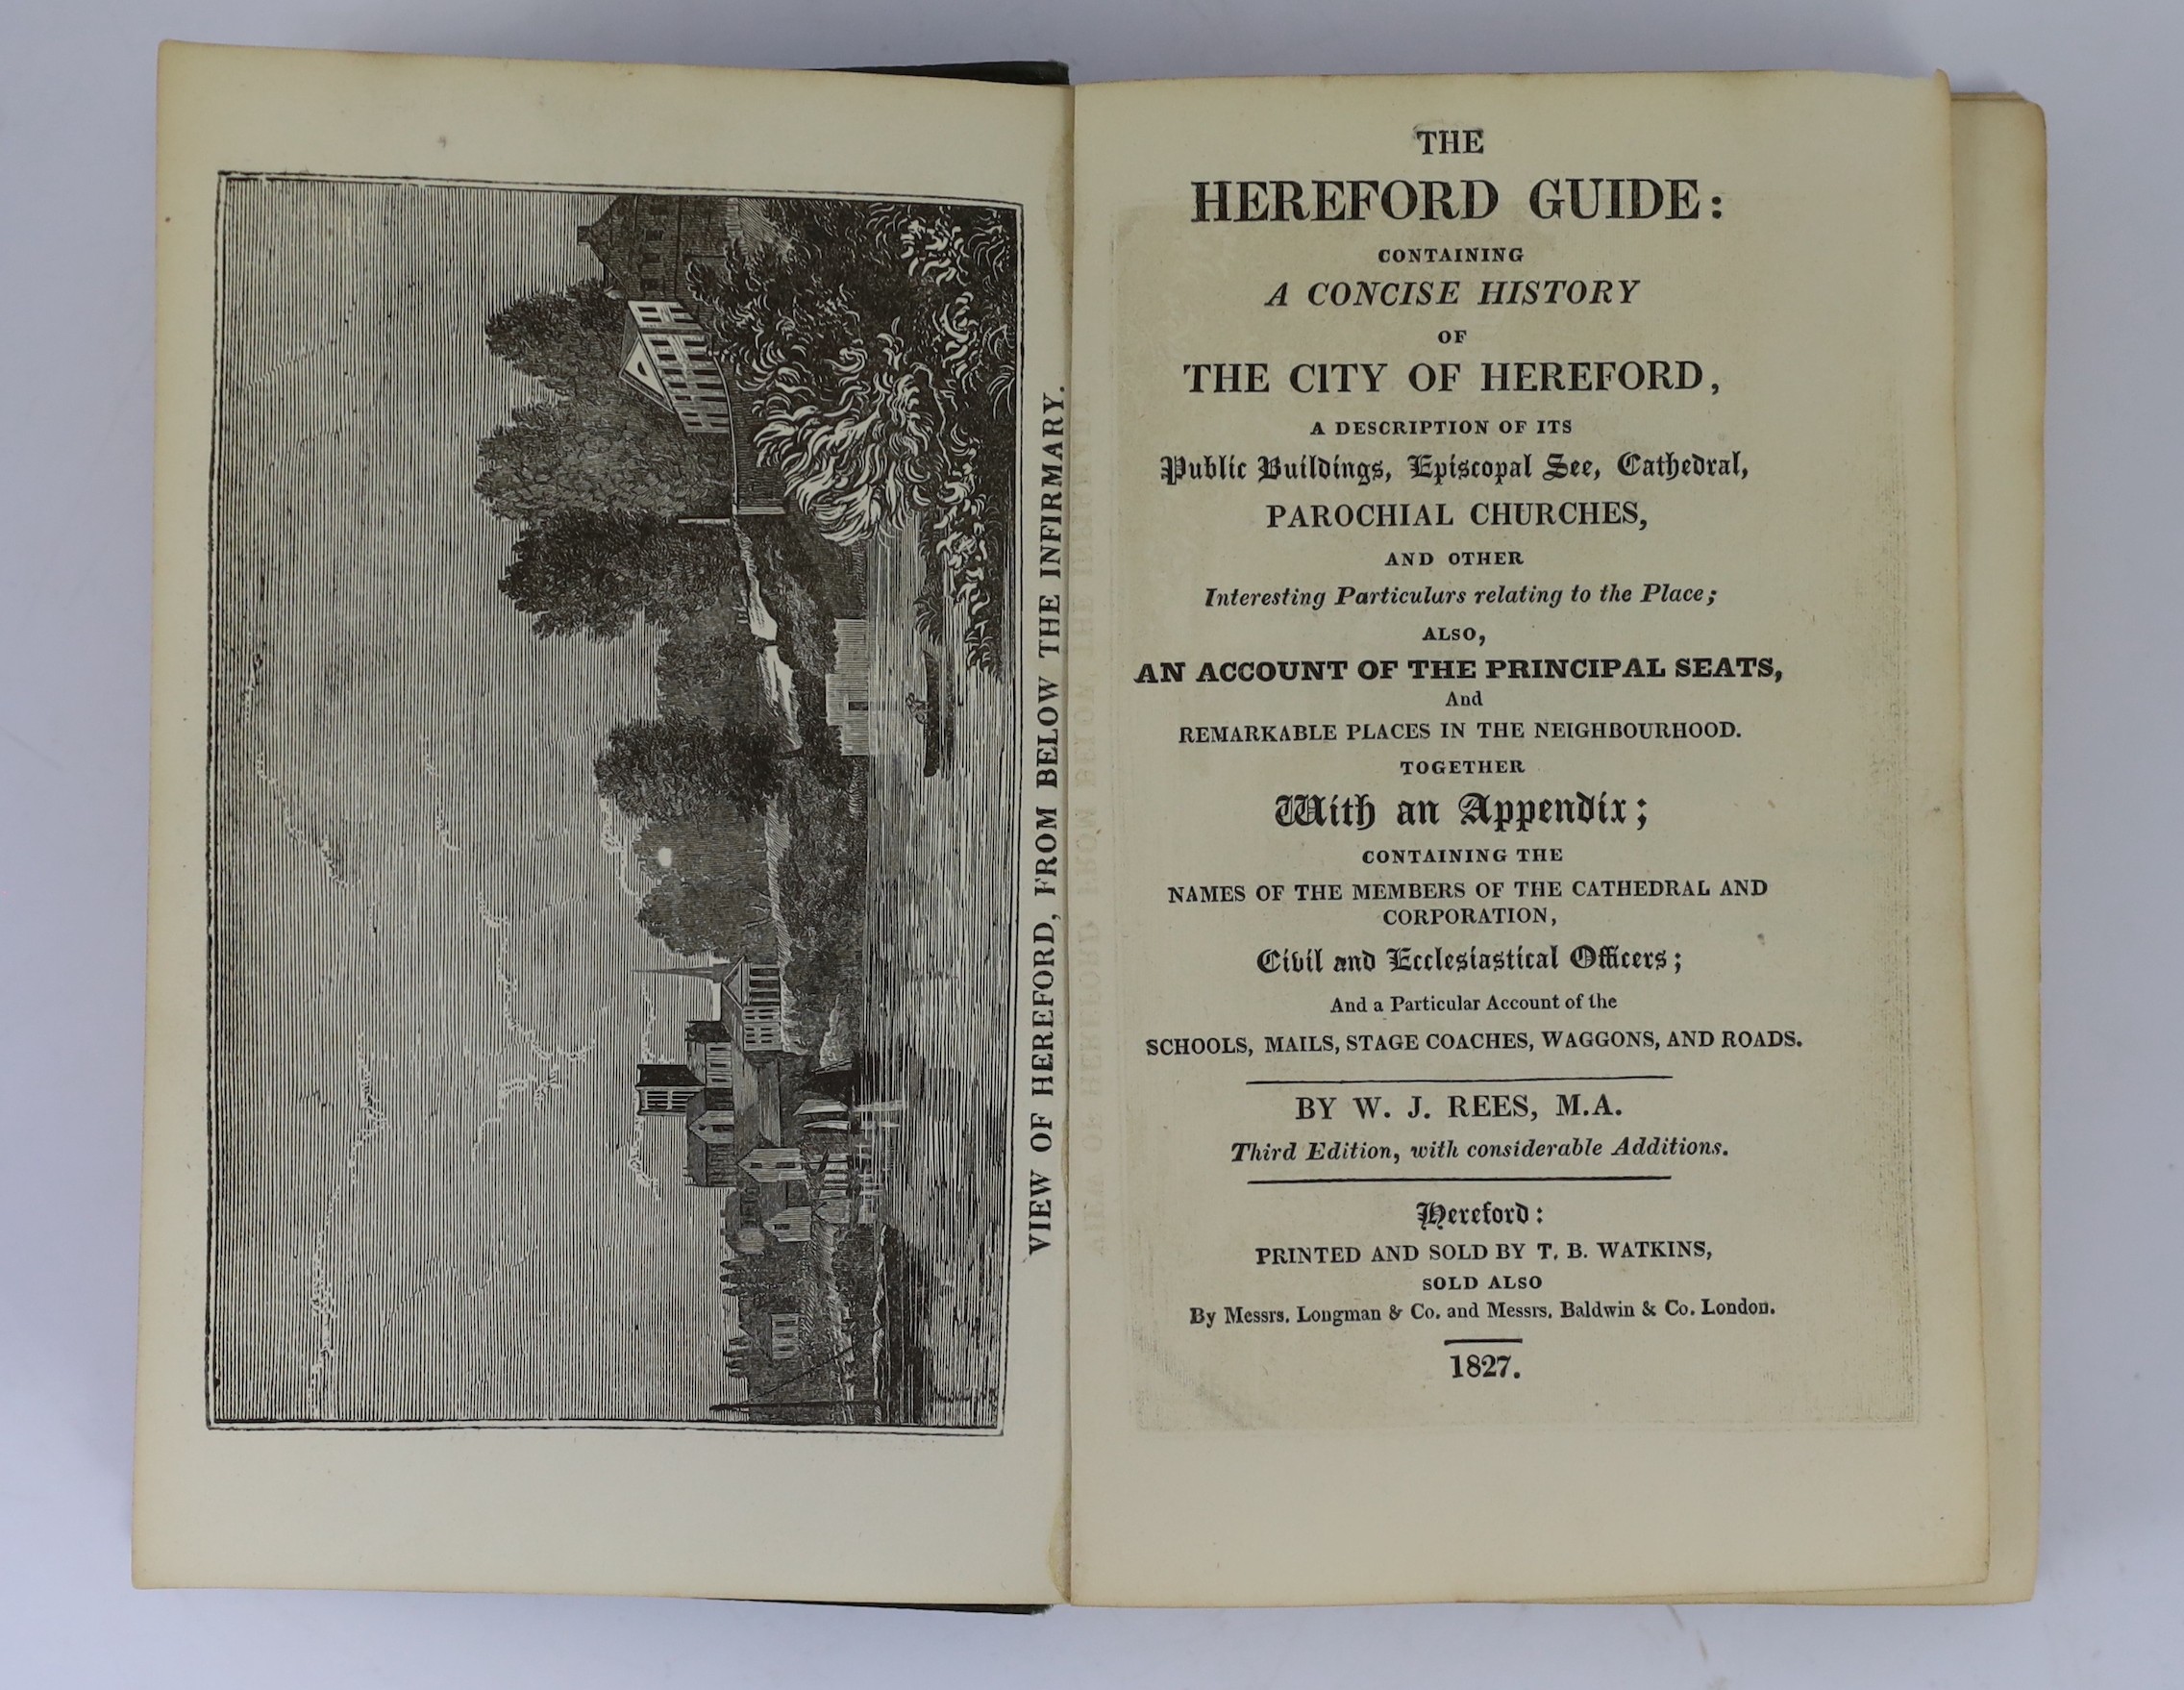 VIEW OF HEREFORD, FROM BELOW THE INFIRMARY.
THE
HEREFORD GUIDE:
CONTAINING
A CONCISE HISTORY
OF
THE CITY OF HEREFORD,
A DESCRIPTION OF ITS
Public Buildings, Episcopal See, Cathedral,
PAROCHIAL CHURCHES,
AND OTHER
Interesting Particulars relating to the Place;
ALSO,
AN ACCOUNT OF THE PRINCIPAL SEATS,
And
REMARKABLE PLACES IN THE NEIGHBOURHOOD.
TOGETHER
With an Appendix;
CONTAINING THE
NAMES OF THE MEMBERS OF THE CATHEDRAL AND
CORPORATION,
Civil and Ecclesiastical Officers;
And a Particular Account of the
SCHOOLS, MAILS, STAGE COACHES, WAGGONS, AND ROADS.
BY W. J. REES, M.A.
Third Edition, with considerable Additions.
Hereford:
PRINTED AND SOLD BY T. B. WATKINS,
SOLD ALSO
By Messrs. Longman & Co. and Messrs. Baldwin & Co. London.
1827.